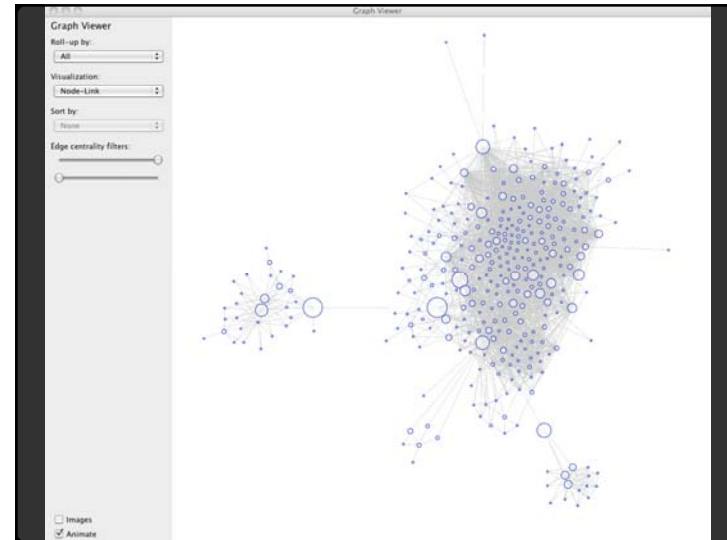 Graph Viewer
Graph Viewer
Roll-up by:
All
Visualization:
Node-Link
Sort by:
None
Edge centrality filters:
Images
Animate